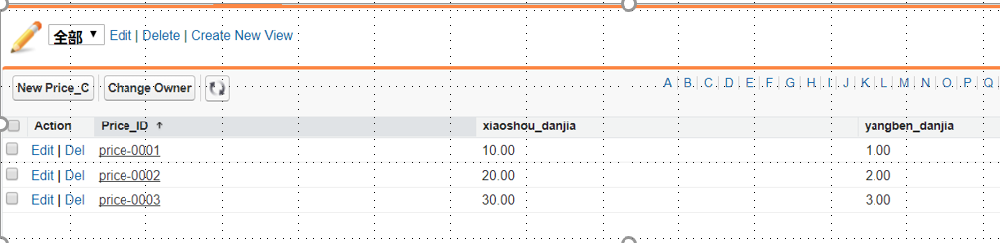 全部 Edit | Delete | Create New View
New Price_C Change Owner A B C D E F G H I J K L M N O P Q
Action Price_ID xiaoshou_danjia yangben_danjia
Edit | Del price-0001 10.00 1.00
Edit | Del price-0002 20.00 2.00
Edit | Del price-0003 30.00 3.00